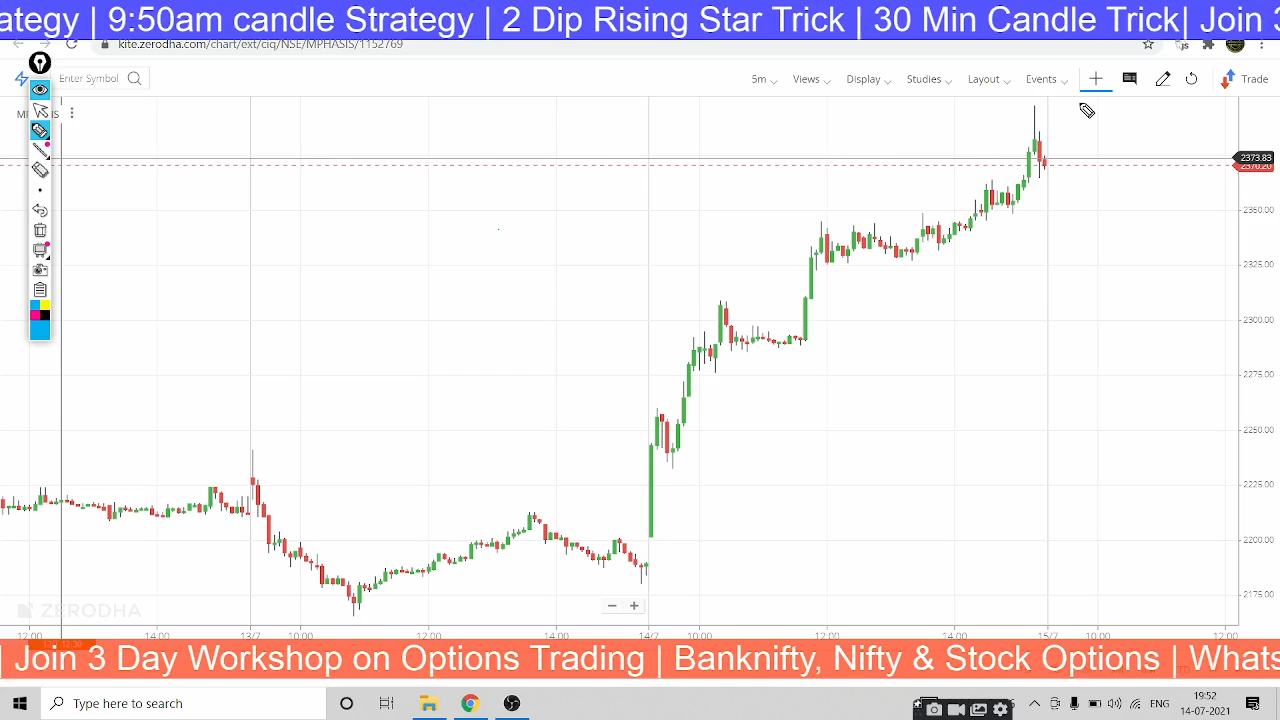 ategy | 9:50am candle Strategy | 2 Dip Rising Star Trick | 30 Min Candle Trick| Join 3
kite.zerodha.com/chart/ext/ciq/NSE/MPHASIS/1152769
Enter Symbol
5m Views Display Studies Layout Events Trade
2373.83
2370.20
2350.00
2325.00
2300.00
2275.00
2250.00
2225.00
2200.00
2175.00
ZERODHA
12:00 14:00 13/7 10:00 12:00 14:00 14/7 10:00 12:00 14:00 15/7 10:00 12:00
| Join 3 Day Workshop on Options Trading | Banknifty, Nifty & Stock Options | Whats
Type here to search
ENG
19:52
14-07-2021